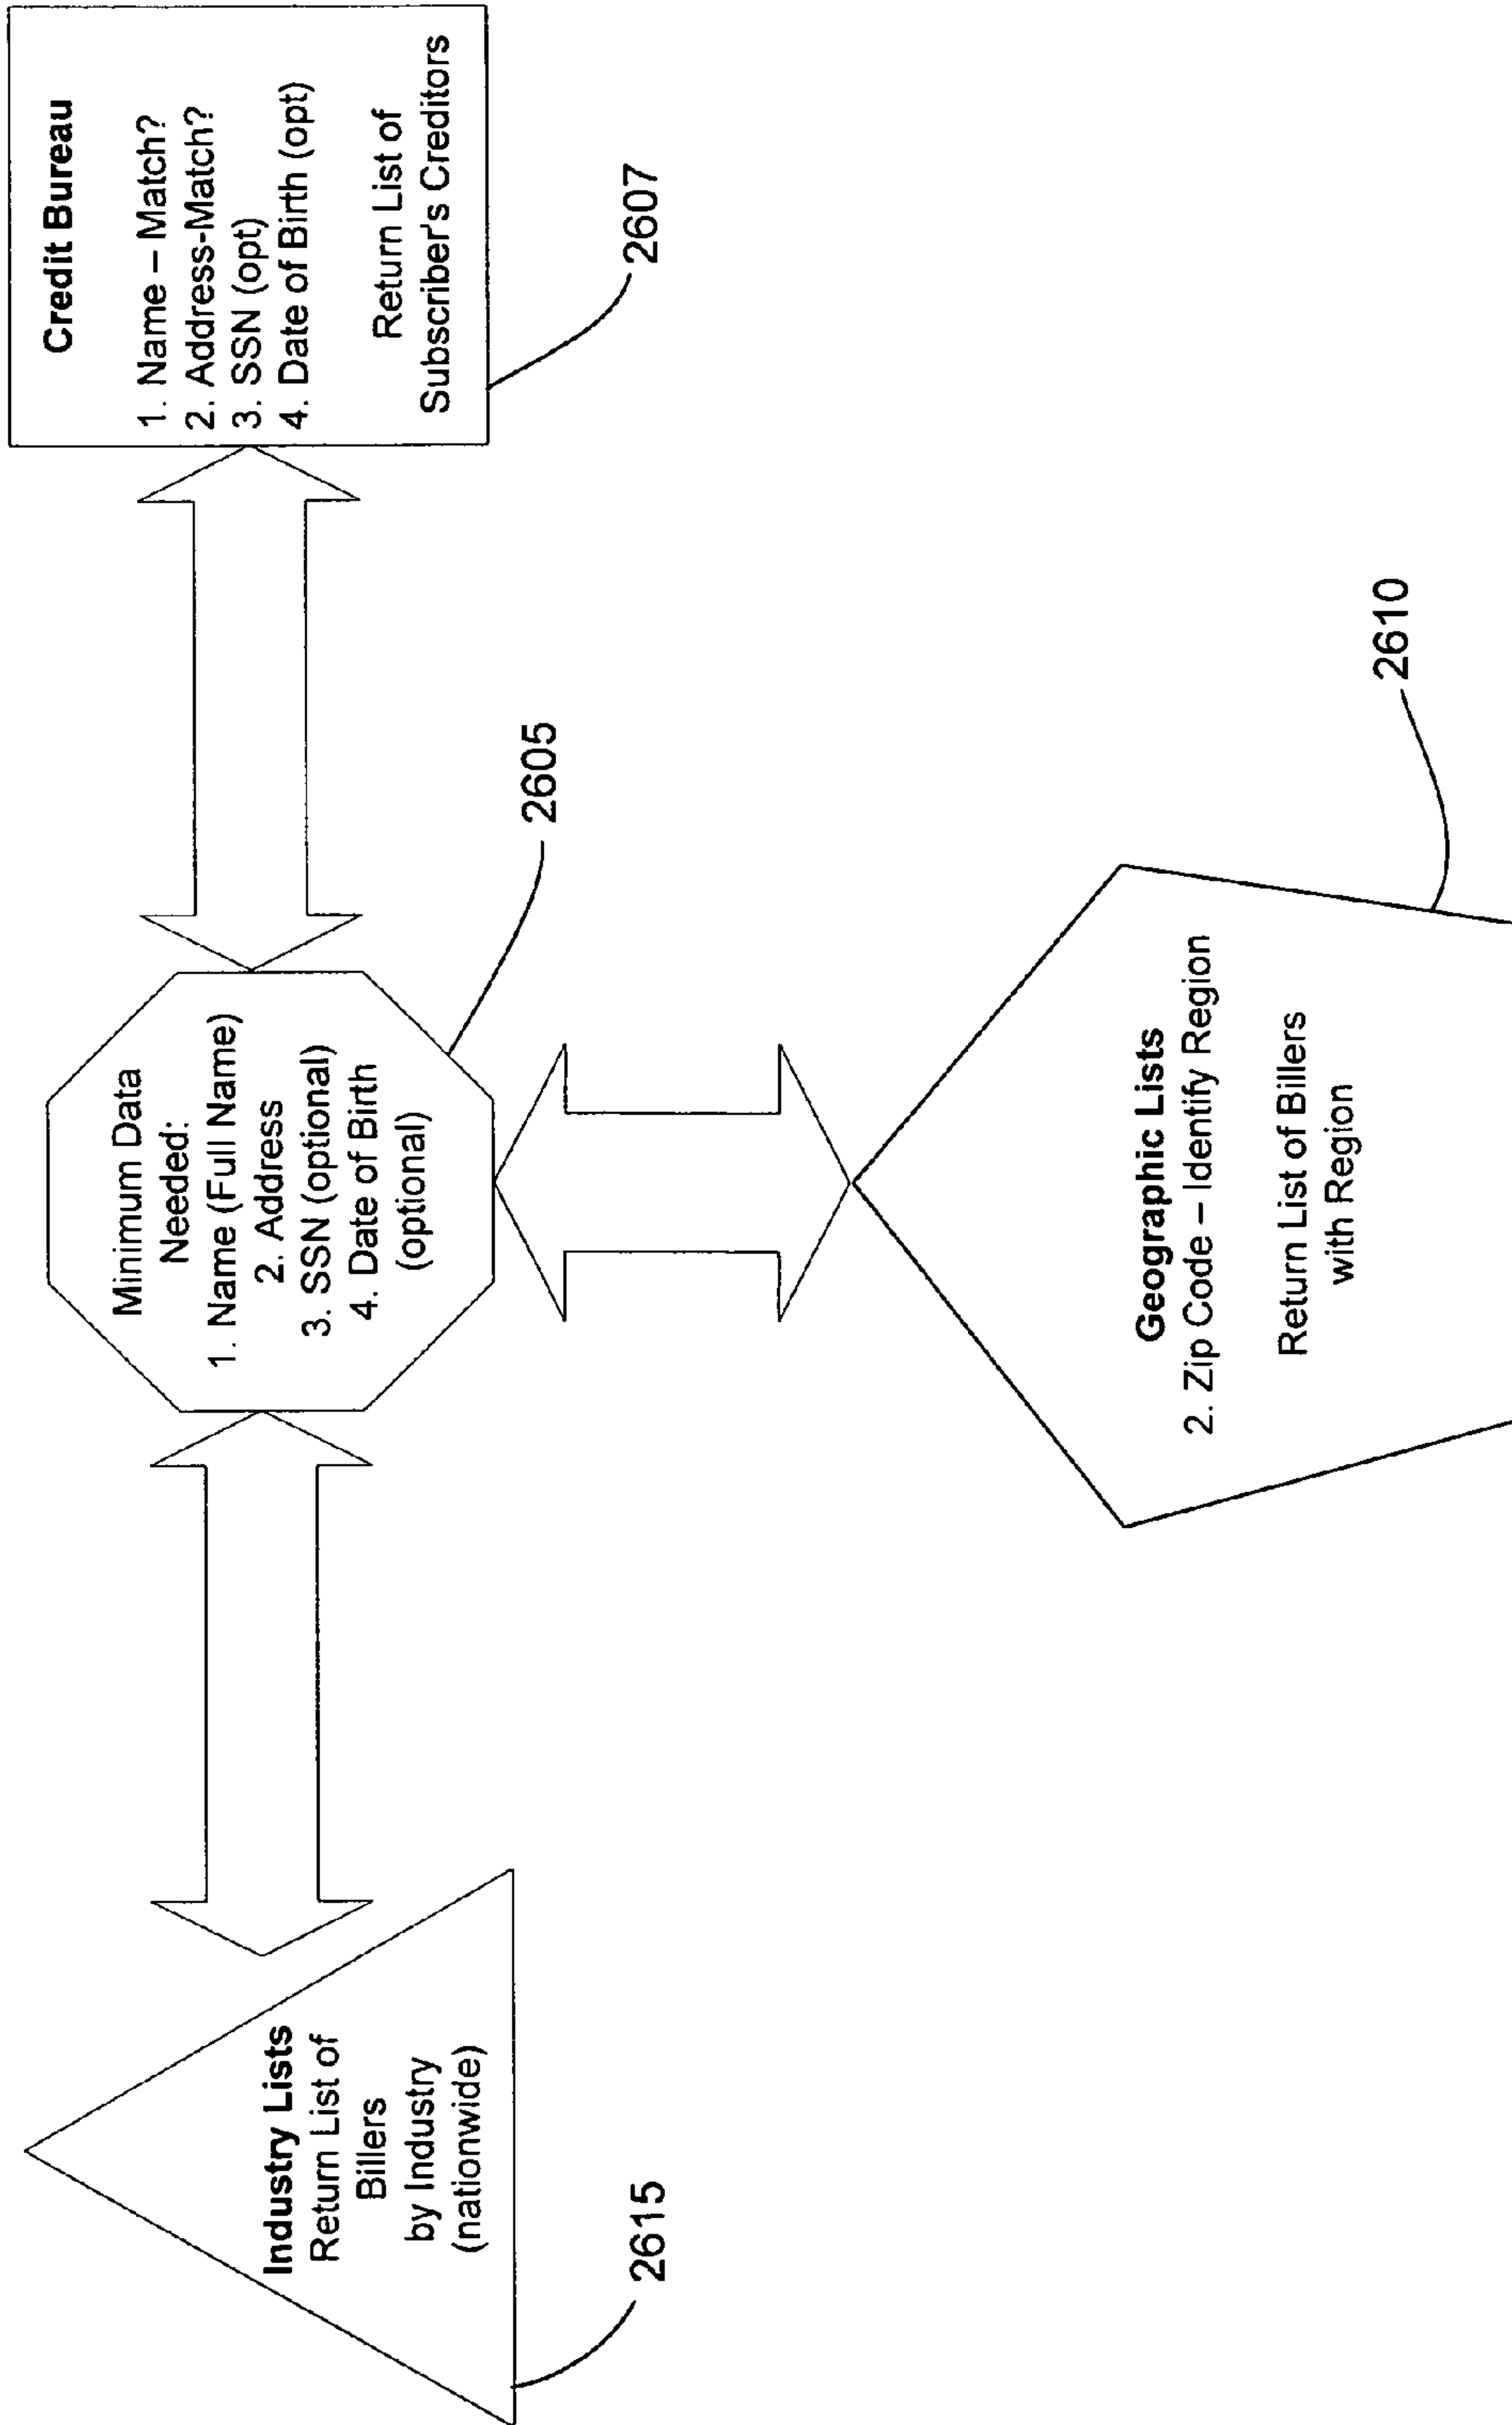 Industry Lists
Return List of
Billers
by Industry
(nationwide)
2615
Minimum Data
Needed:
1. Name (Full Name)
2. Address
3. SSN (optional)
4. Date of Birth
(optional)
2605
Credit Bureau
1. Name – Match?
2. Address-Match?
3. SSN (opt)
4. Date of Birth (opt)
Return List of
Subscriber's Creditors
2607
Geographic Lists
2. Zip Code – Identify Region
Return List of Billers
with Region
2610